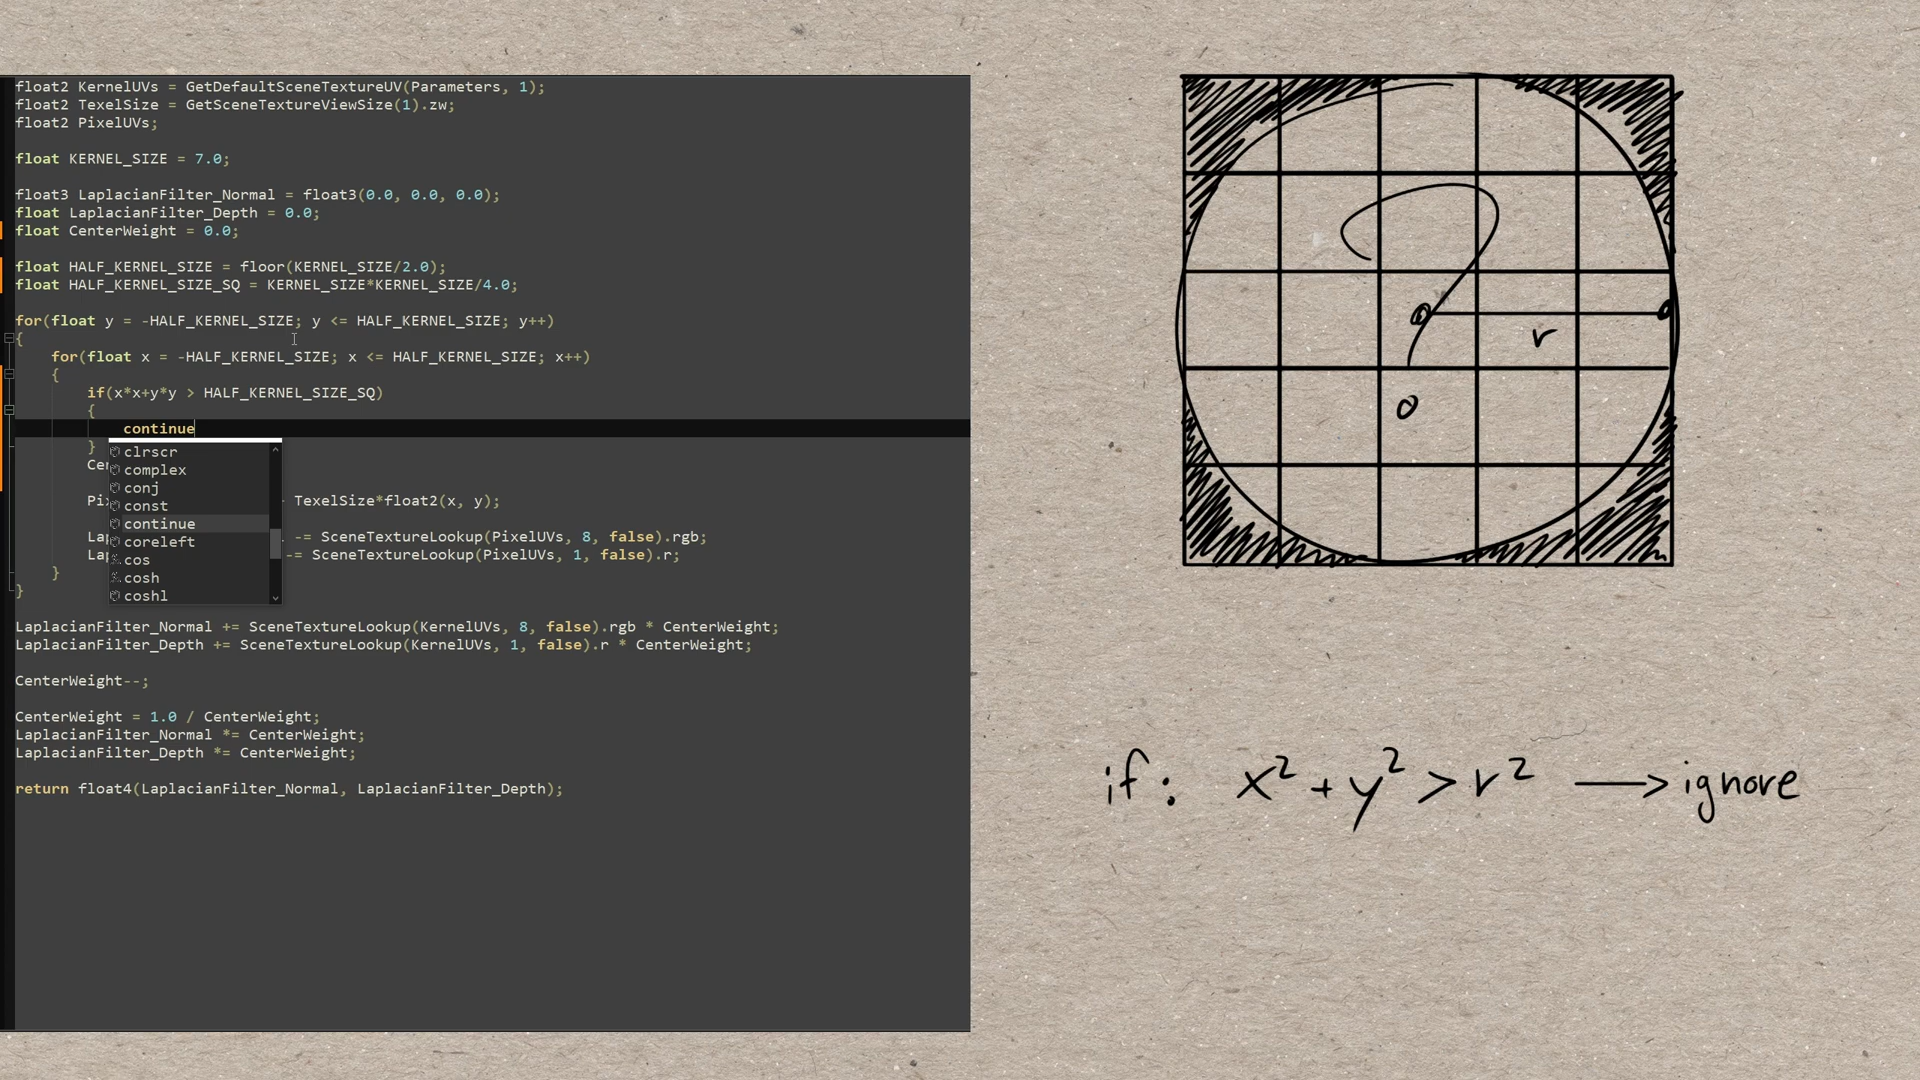 float2 KernelUVs = GetDefaultSceneTextureUV(Parameters, 1);
float2 TexelSize = GetSceneTextureViewSize(1).zw;
float2 PixelUVs;
float KERNEL_SIZE = 7.0;
float3 LaplacianFilter_Normal = float3(0.0, 0.0, 0.0);
float LaplacianFilter_Depth = 0.0;
float CenterWeight = 0.0;
float HALF_KERNEL_SIZE = floor(KERNEL_SIZE/2.0);
float HALF_KERNEL_SIZE_SQ = KERNEL_SIZE*KERNEL_SIZE/4.0;
for(float y = -HALF_KERNEL_SIZE; y <= HALF_KERNEL_SIZE; y++)
{
for(float x = -HALF_KERNEL_SIZE; x <= HALF_KERNEL_SIZE; x++)
{
if(x*x+y*y > HALF_KERNEL_SIZE_SQ)
{
continue
}
clrscr
complex
conj
const
continue
coreleft
cos
cosh
coshl
TexelSize*float2(x, y);
-= SceneTextureLookup(PixelUVs, 8, false).rgb;
-= SceneTextureLookup(PixelUVs, 1, false).r;
}
}
LaplacianFilter_Normal += SceneTextureLookup(KernelUVs, 8, false).rgb * CenterWeight;
LaplacianFilter_Depth += SceneTextureLookup(KernelUVs, 1, false).r * CenterWeight;
CenterWeight--;
CenterWeight = 1.0 / CenterWeight;
LaplacianFilter_Normal *= CenterWeight;
LaplacianFilter_Depth *= CenterWeight;
return float4(LaplacianFilter_Normal, LaplacianFilter_Depth);
r
if: x² + y² > r² → ignore